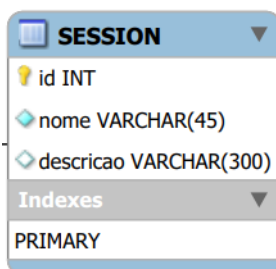 SESSION
id INT
nome VARCHAR(45)
descricao VARCHAR(300)
Indexes
PRIMARY